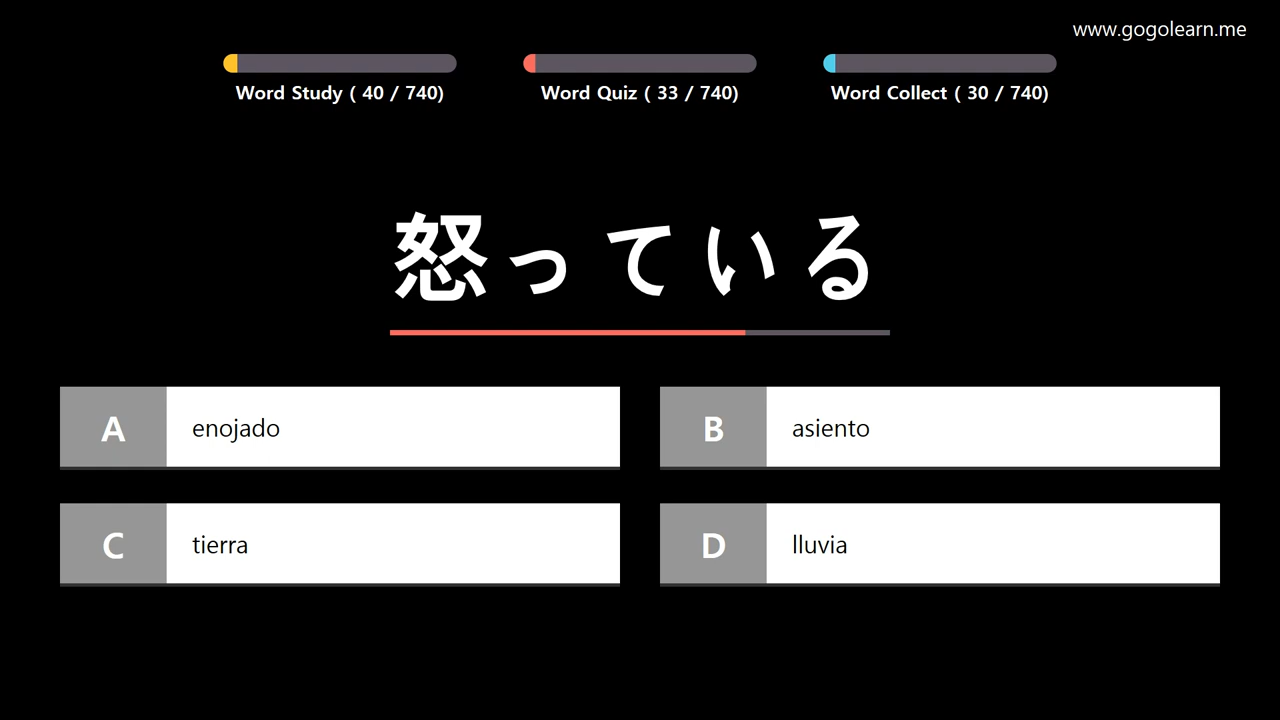 www.gogolearn.me
Word Study ( 40 / 740)
Word Quiz ( 33 / 740)
Word Collect ( 30 / 740)
怒っている
A enojado
B asiento
C tierra
D lluvia